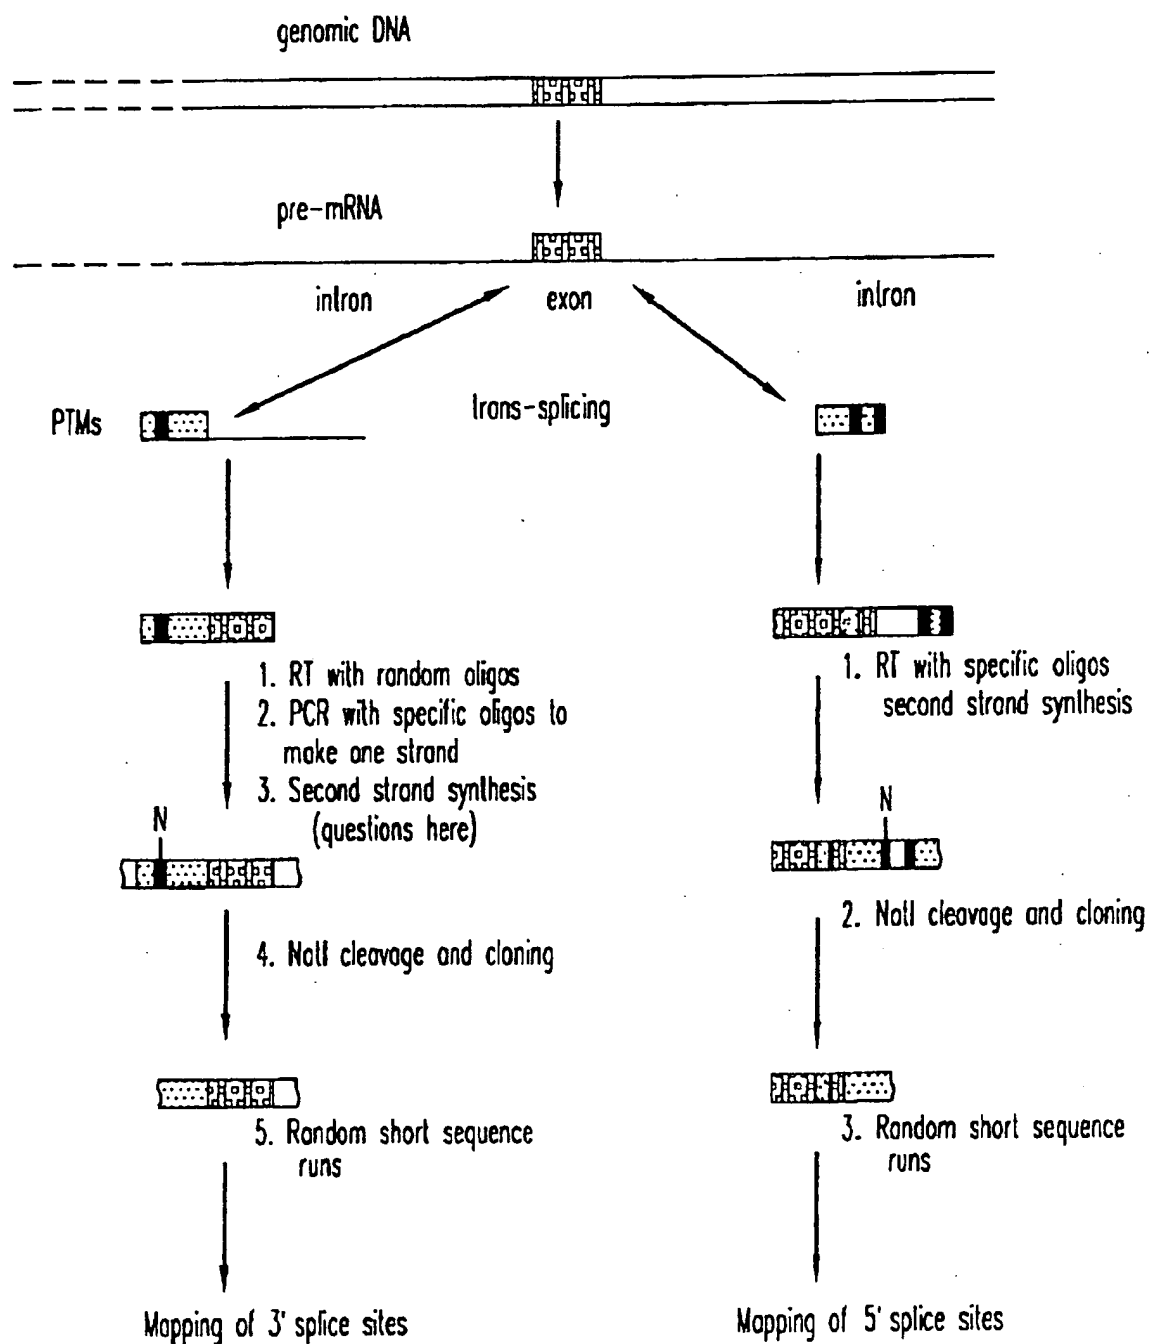 genomic DNA
pre-mRNA
intron
exon
intron
PTMs
trans-splicing
1. RT with random oligos
2. PCR with specific oligos to
make one strand
3. Second strand synthesis
(questions here)
N
4. NotI cleavage and cloning
5. Random short sequence
runs
Mapping of 3' splice sites
1. RT with specific oligos
second strand synthesis
N
2. NotI cleavage and cloning
3. Random short sequence
runs
Mapping of 5' splice sites